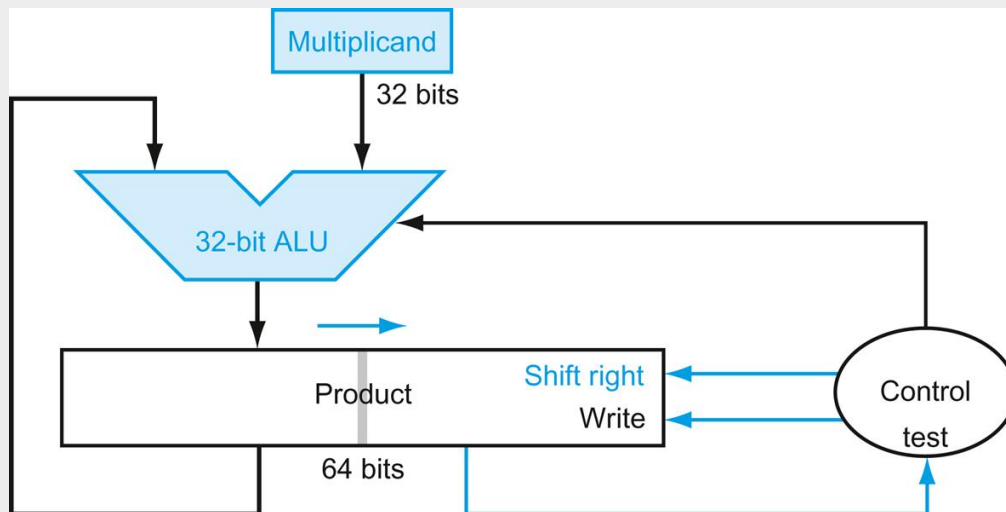 Multiplicand
32 bits
32-bit ALU
Product
Shift right
Write
64 bits
Control
test